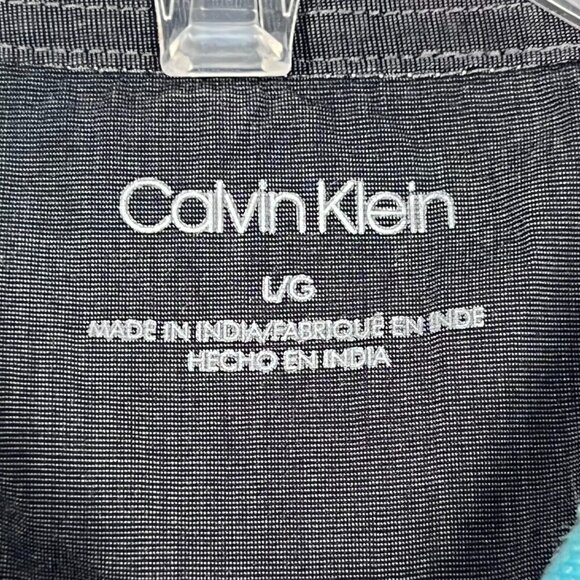 Calvin Klein
L/G
MADE IN INDIA/FABRIQUÉ EN INDE
HECHO EN INDIA